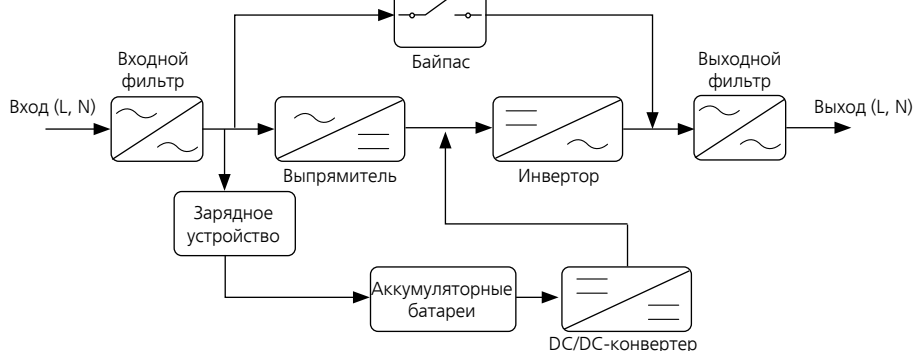 Байпас
Входной
фильтр
Выходной
фильтр
Вход (L, N)
Выход (L, N)
Выпрямитель
Инвертор
Зарядное
устройство
Аккумуляторные
батареи
DC/DC-конвертер